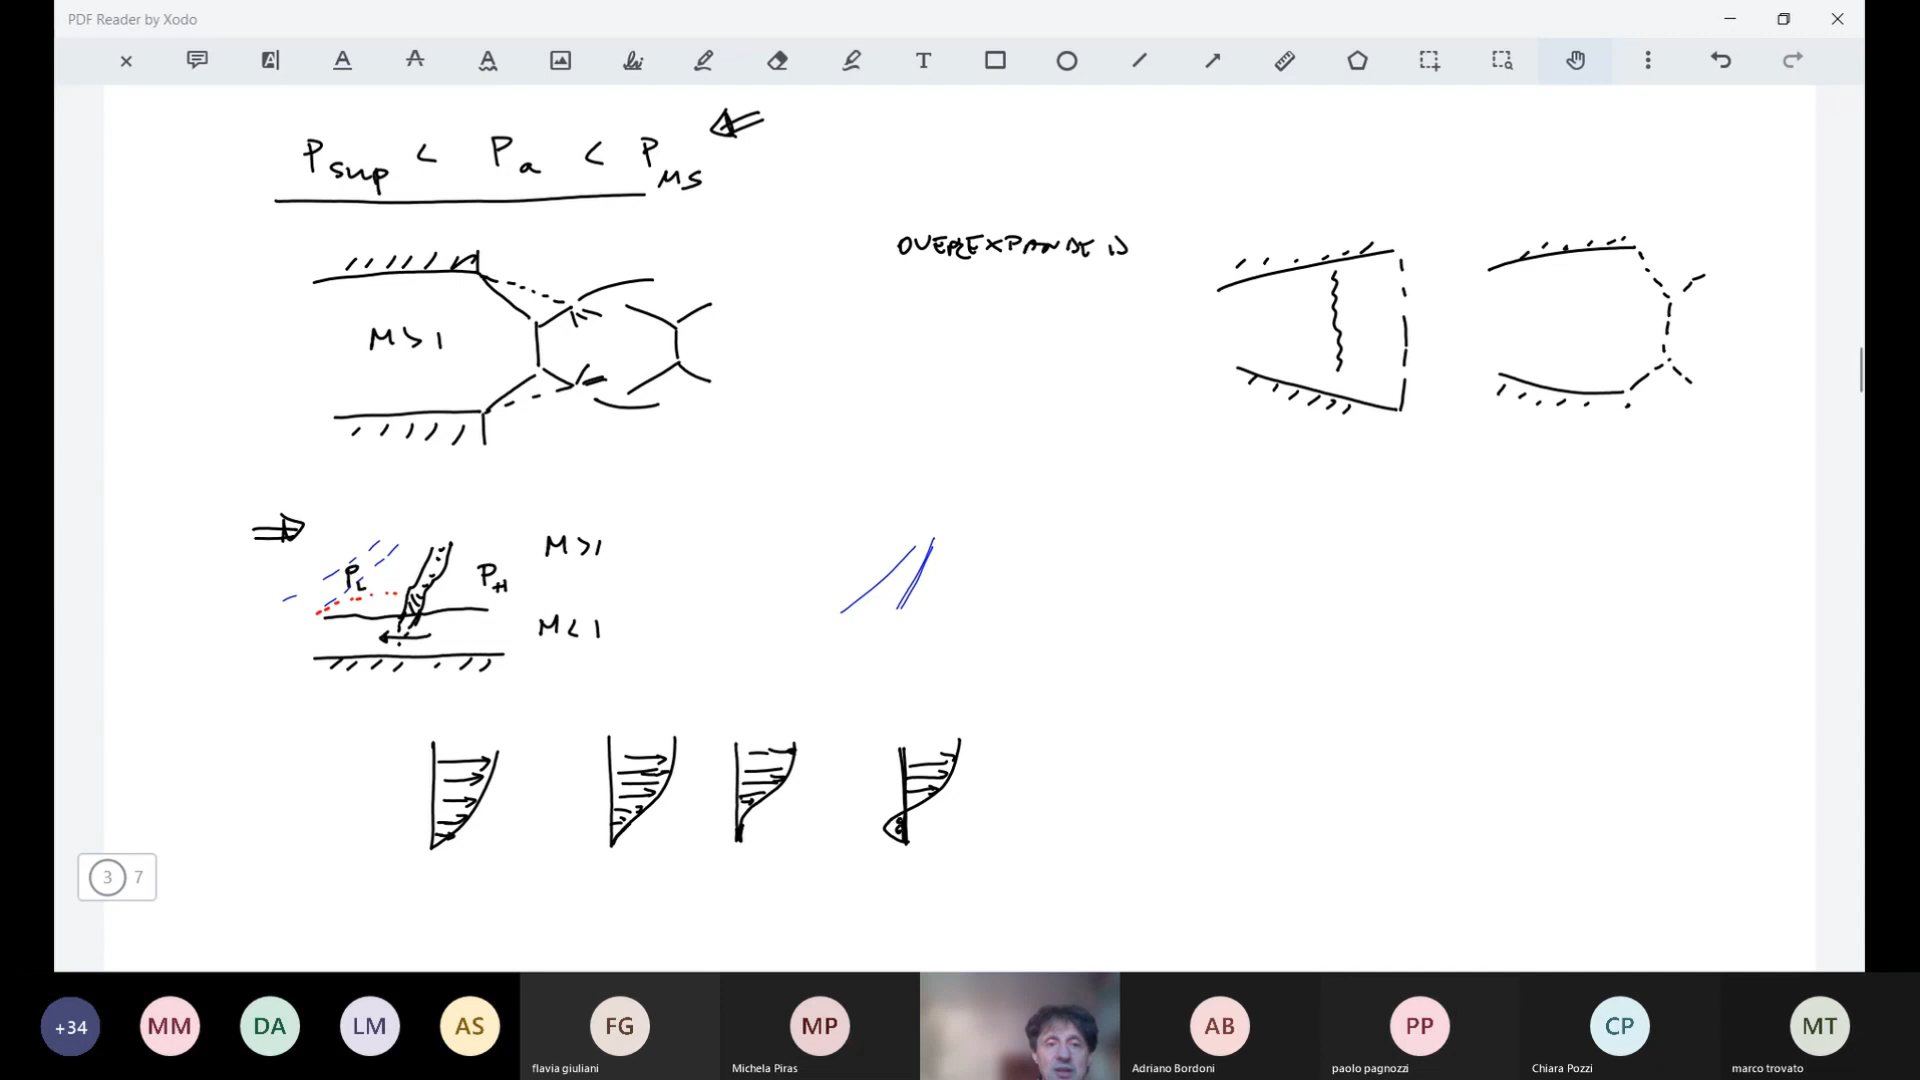 PDF Reader by Xodo
P sup < P a < P MS
OVEREXPANDED
M > 1
P L
P H
M > 1
M < 1
3 7
+34
MM
DA
LM
AS
FG
MP
AB
PP
CP
MT
flavia giuliani
Michela Piras
Adriano Bordoni
paolo pagnozzi
Chiara Pozzi
marco trovato